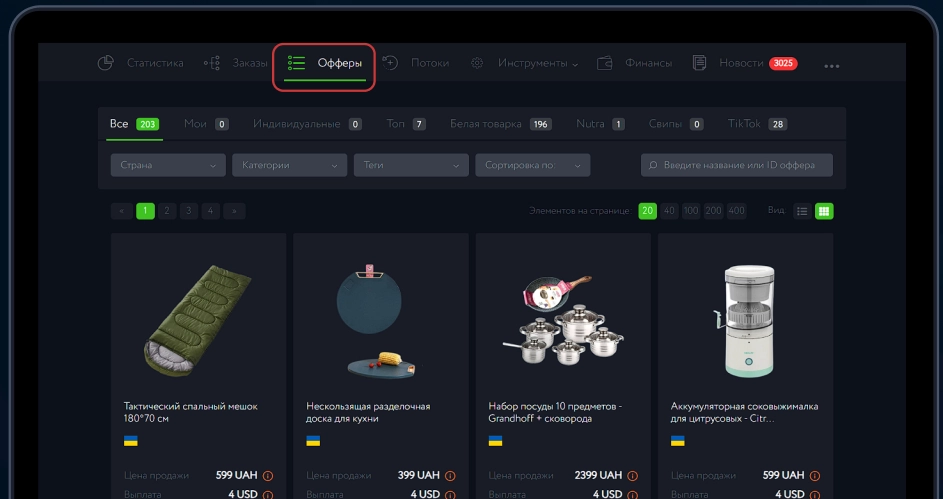 Статистика Заказы Офферы Потоки Инструменты Финансы Новости 3025 ...
Все 203 Мои 0 Индивидуальные 0 Топ 7 Белая товарка 196 Nutra 1 Свипы 0 TikTok 28
Страна Категории Теги Сортировка по: Введите название или ID оффера
« 1 2 3 4 » Элементов на странице: 20 40 100 200 400 Вид:
Тактический спальный мешок
180*70 см
Нескользящая разделочная
доска для кухни
Набор посуды 10 предметов -
Grandhoff + сковорода
Аккумуляторная соковыжималка
для цитрусовых - Citr...
Цена продажи 599 UAH Цена продажи 399 UAH Цена продажи 2399 UAH Цена продажи 599 UAH
Выплата 4 USD Выплата 4 USD Выплата 4 USD Выплата 4 USD